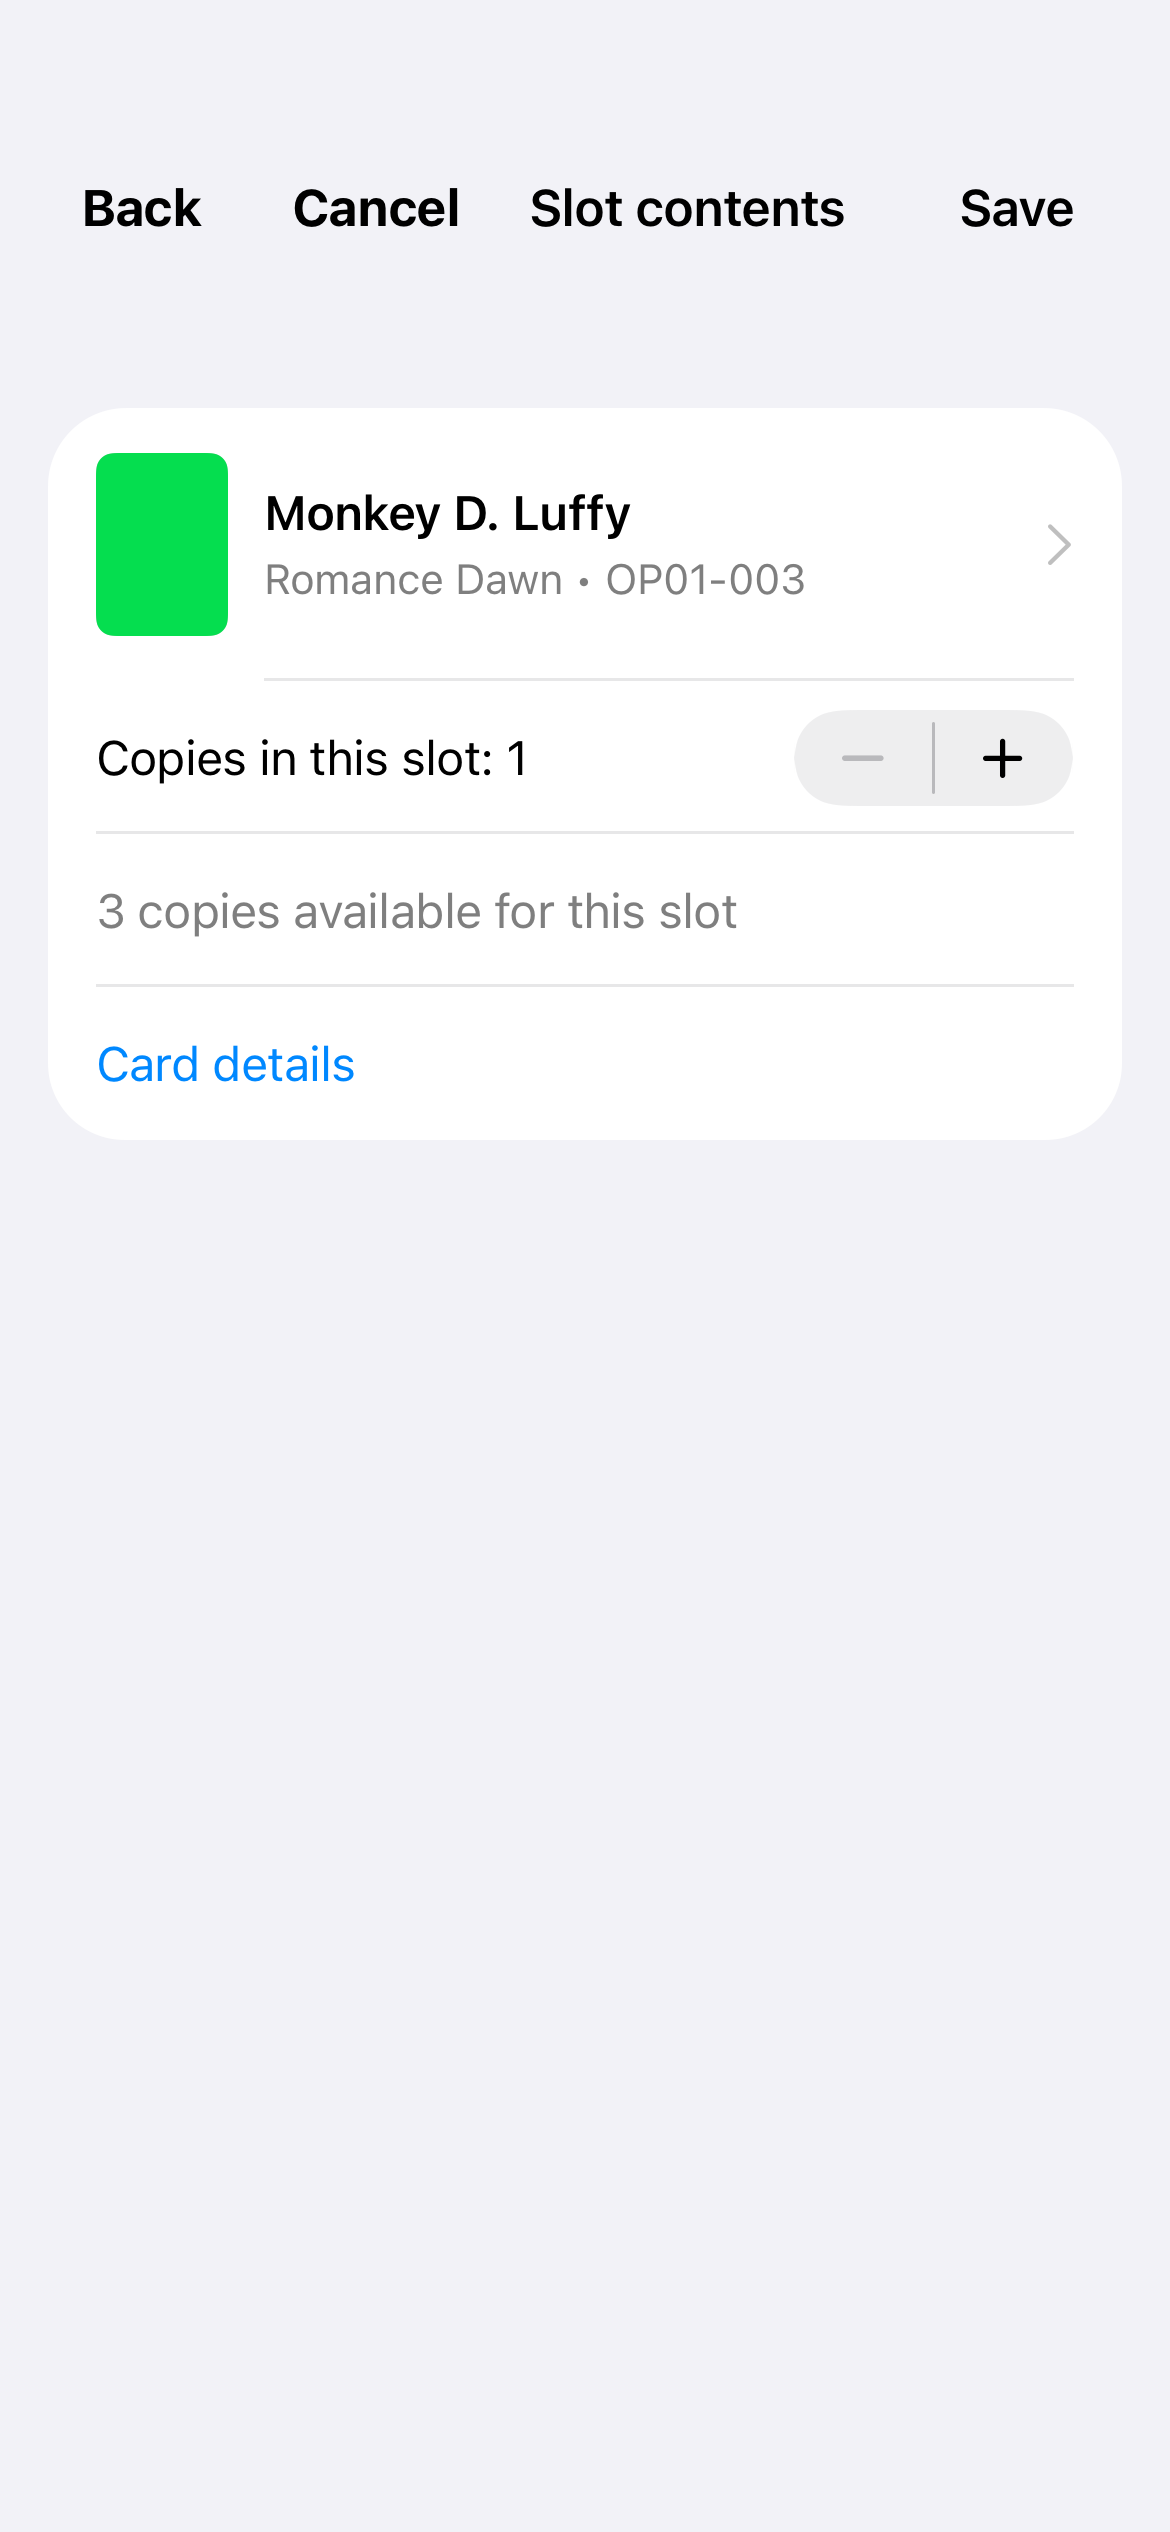 Back Cancel Slot contents Save
Monkey D. Luffy
Romance Dawn • OP01-003
Copies in this slot: 1
3 copies available for this slot
Card details